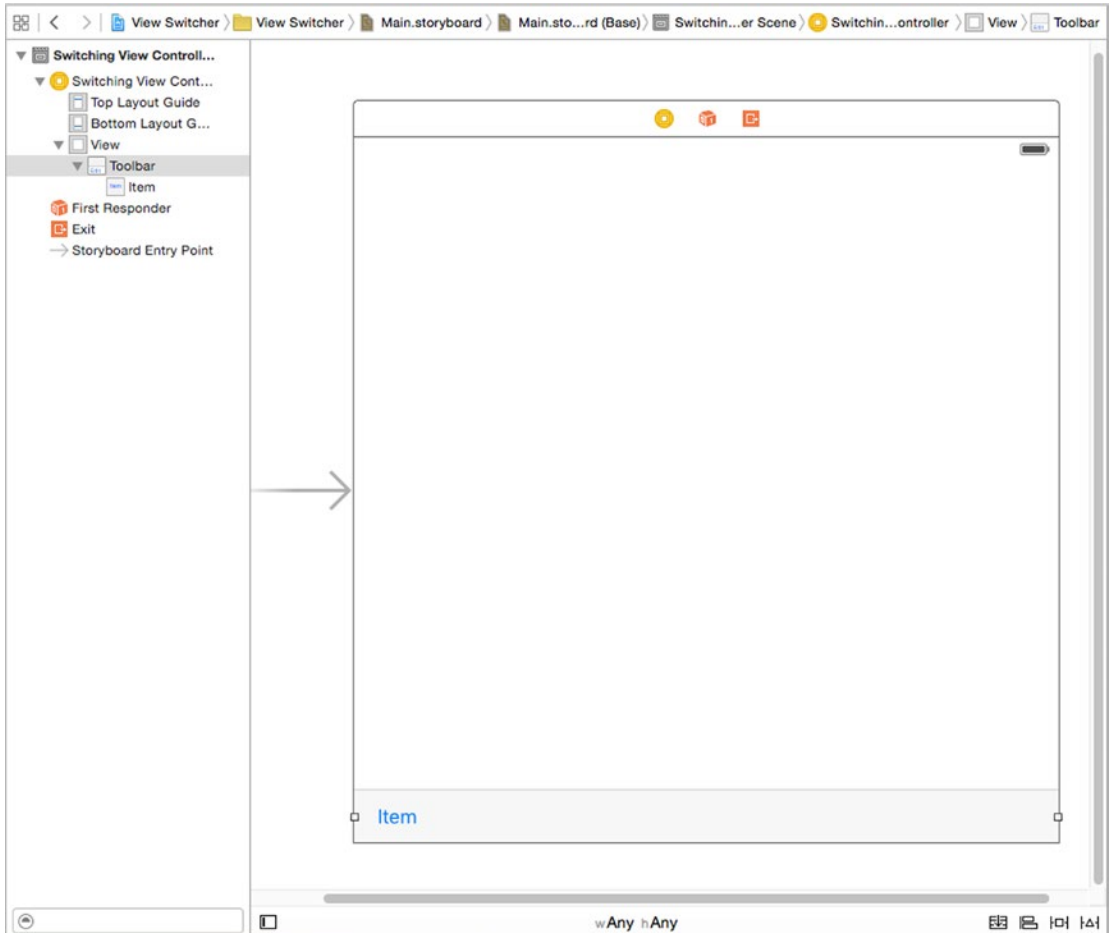 View Switcher View Switcher Main.storyboard Main.sto...rd (Base) Switchin...er Scene Switchin...ontroller View Toolbar
Switching View Controll...
Switching View Cont...
Top Layout Guide
Bottom Layout G...
View
Toolbar
Item
First Responder
Exit
Storyboard Entry Point
Item
wAny hAny